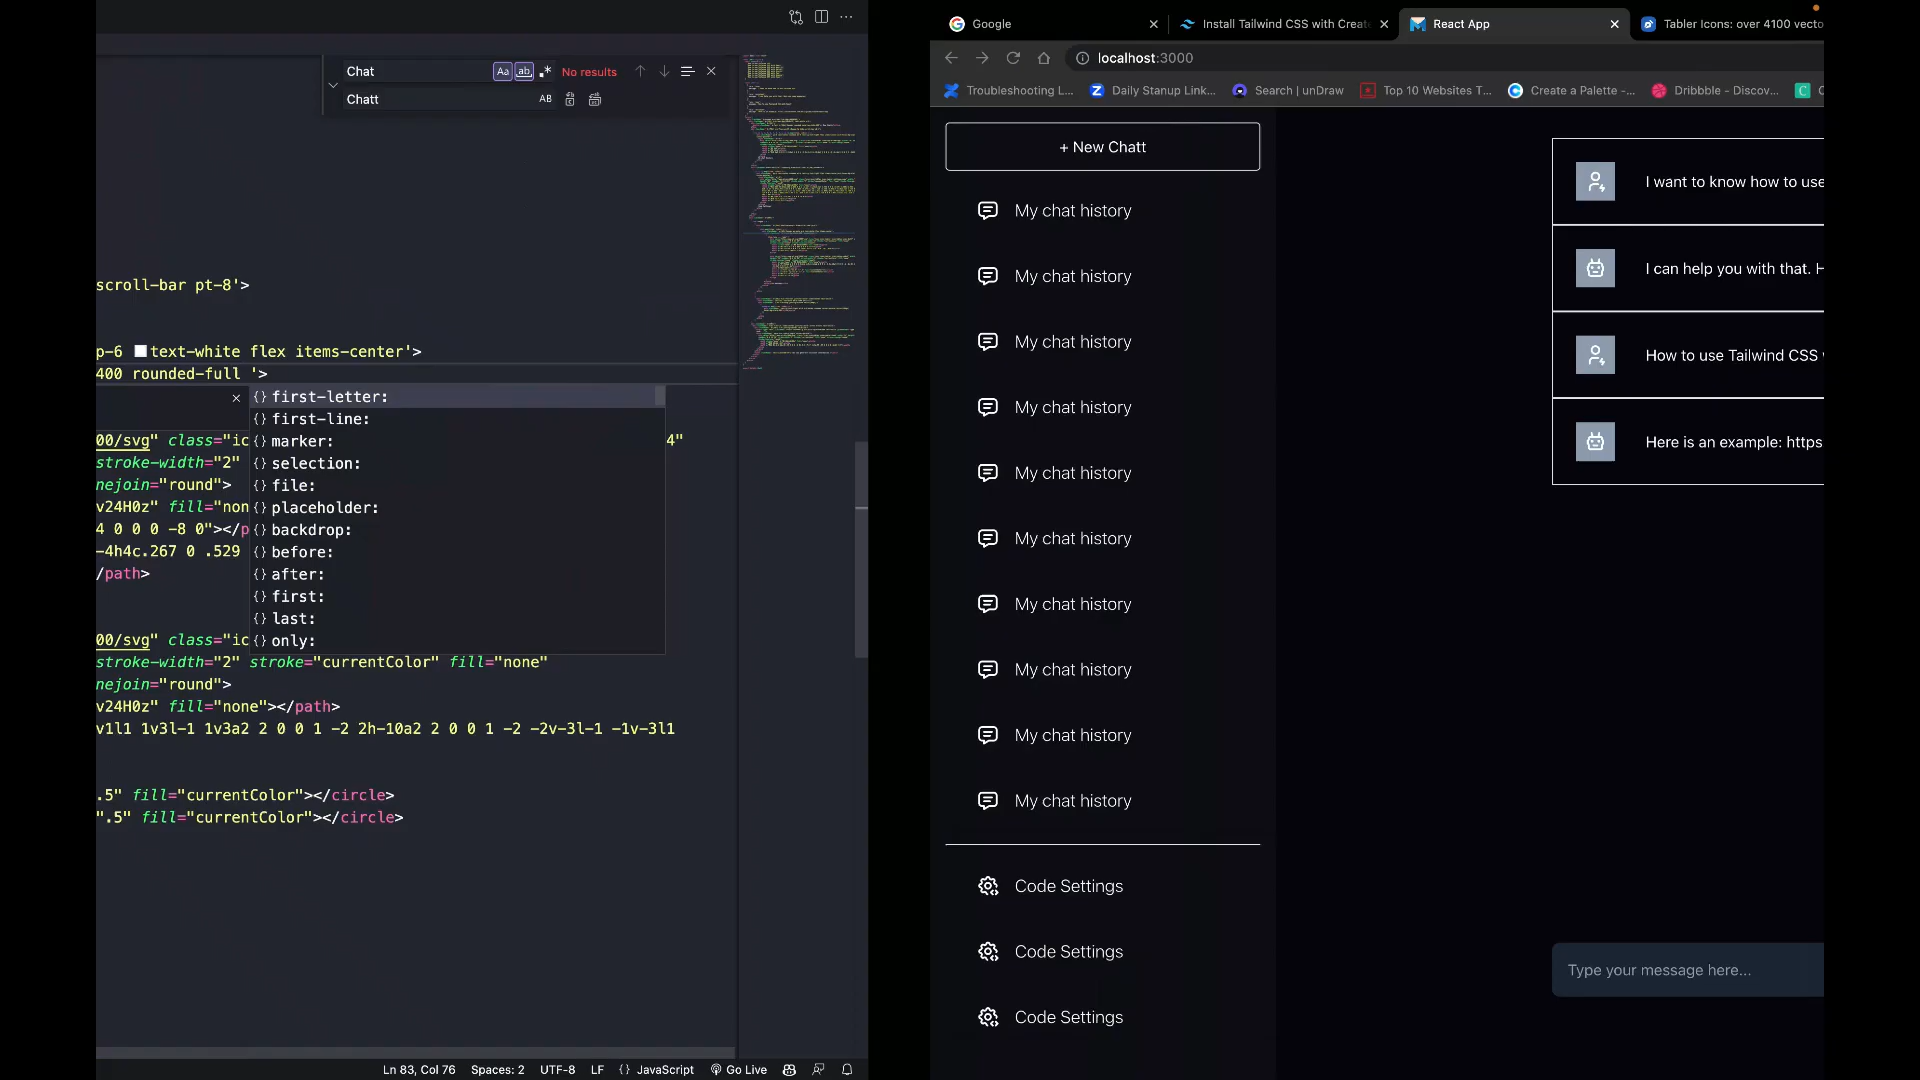 Chat
Aa
ab
No results
Chatt
AB
scroll-bar pt-8'>
p-6 text-white flex items-center'>
400 rounded-full '>
{} first-letter:
{} first-line:
00/svg" class="ic {} marker: 4"
stroke-width="2" {} selection:
nejoin="round"> {} file:
v24H0z" fill="non {} placeholder:
4 0 0 0 -8 0"></p {} backdrop:
-4h4c.267 0 .529 {} before:
/path> {} after:
{} first:
{} last:
00/svg" class="ic {} only:
stroke-width="2" stroke="currentColor" fill="none"
nejoin="round">
v24H0z" fill="none"></path>
v1l1 1v3l-1 1v3a2 2 0 0 1 -2 2h-10a2 2 0 0 1 -2 -2v-3l-1 -1v-3l1
.5" fill="currentColor"></circle>
".5" fill="currentColor"></circle>
Ln 83, Col 76 Spaces: 2 UTF-8 LF {} JavaScript Go Live
Google
Install Tailwind CSS with Creat
React App
Tabler Icons: over 4100 vecto
localhost:3000
Troubleshooting L...
Daily Stanup Link...
Search | unDraw
Top 10 Websites T...
Create a Palette -...
Dribbble - Discov...
C
+ New Chatt
My chat history
My chat history
My chat history
My chat history
My chat history
My chat history
My chat history
My chat history
My chat history
My chat history
Code Settings
Code Settings
Code Settings
I want to know how to use
I can help you with that. H
How to use Tailwind CSS
Here is an example: https
Type your message here...